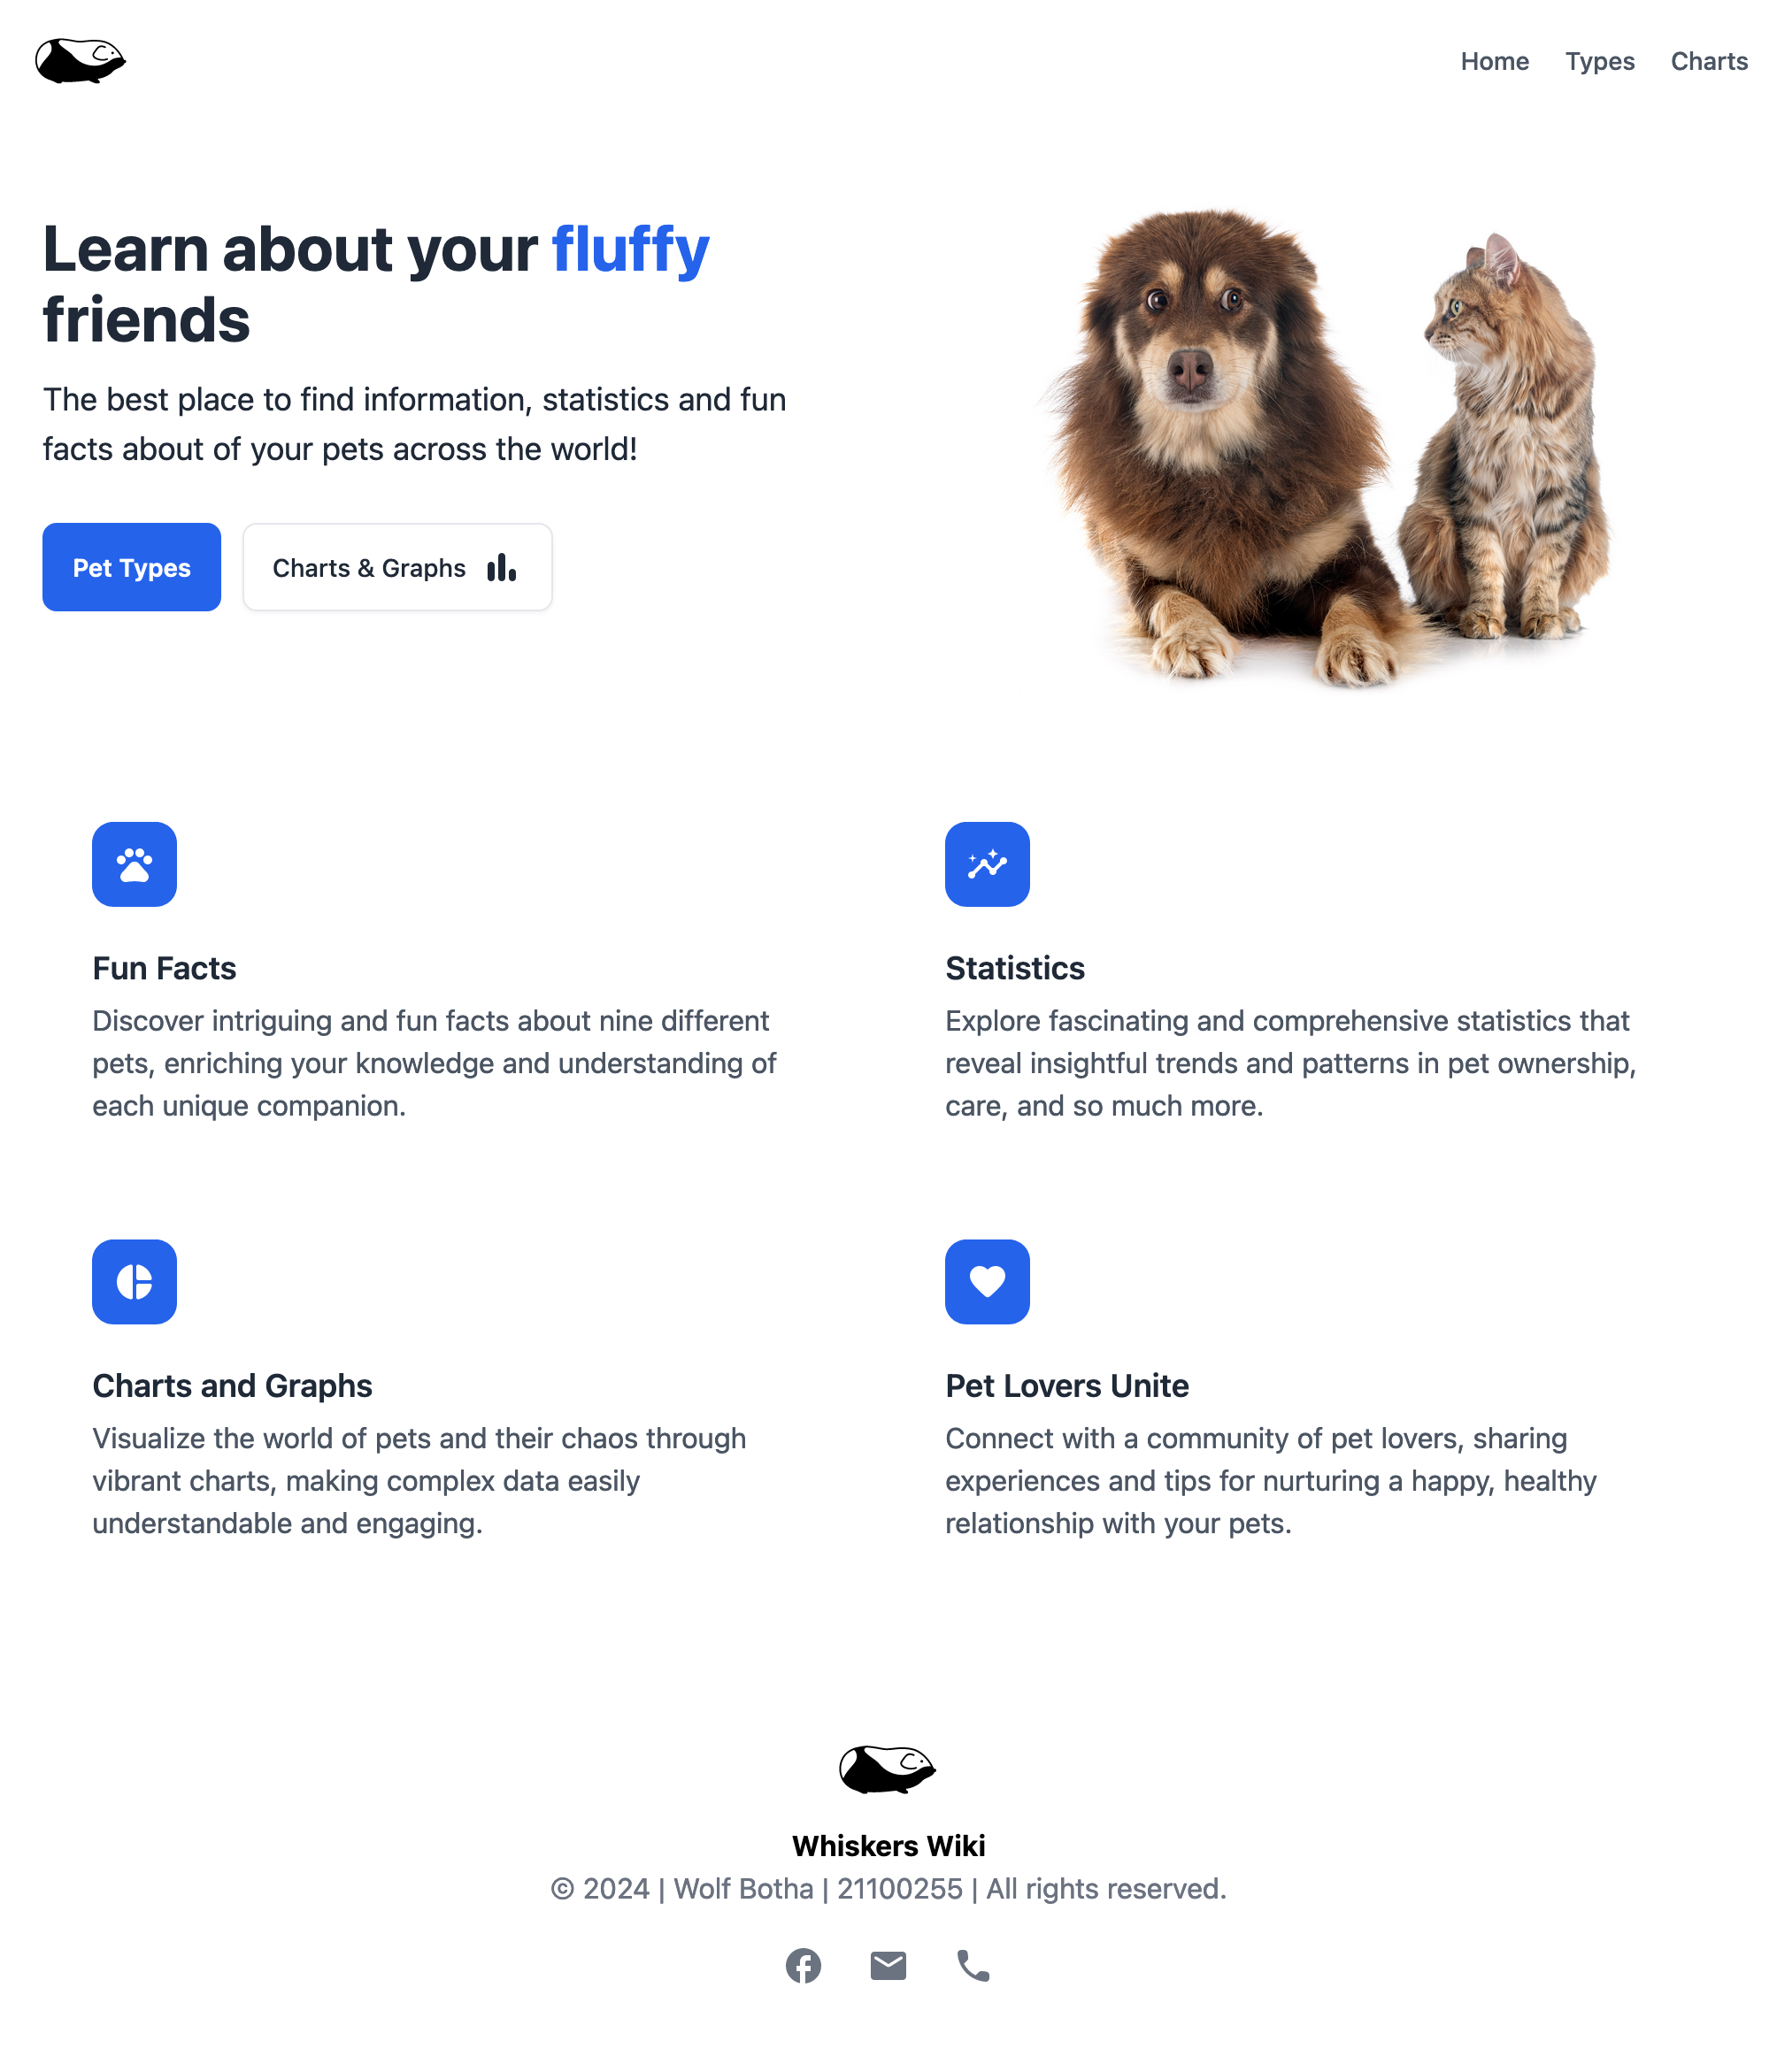 Home Types Charts
Learn about your fluffy
friends
The best place to find information, statistics and fun
facts about of your pets across the world!
Pet Types
Charts & Graphs
Fun Facts
Discover intriguing and fun facts about nine different
pets, enriching your knowledge and understanding of
each unique companion.
Statistics
Explore fascinating and comprehensive statistics that
reveal insightful trends and patterns in pet ownership,
care, and so much more.
Charts and Graphs
Visualize the world of pets and their chaos through
vibrant charts, making complex data easily
understandable and engaging.
Pet Lovers Unite
Connect with a community of pet lovers, sharing
experiences and tips for nurturing a happy, healthy
relationship with your pets.
Whiskers Wiki
© 2024 | Wolf Botha | 21100255 | All rights reserved.